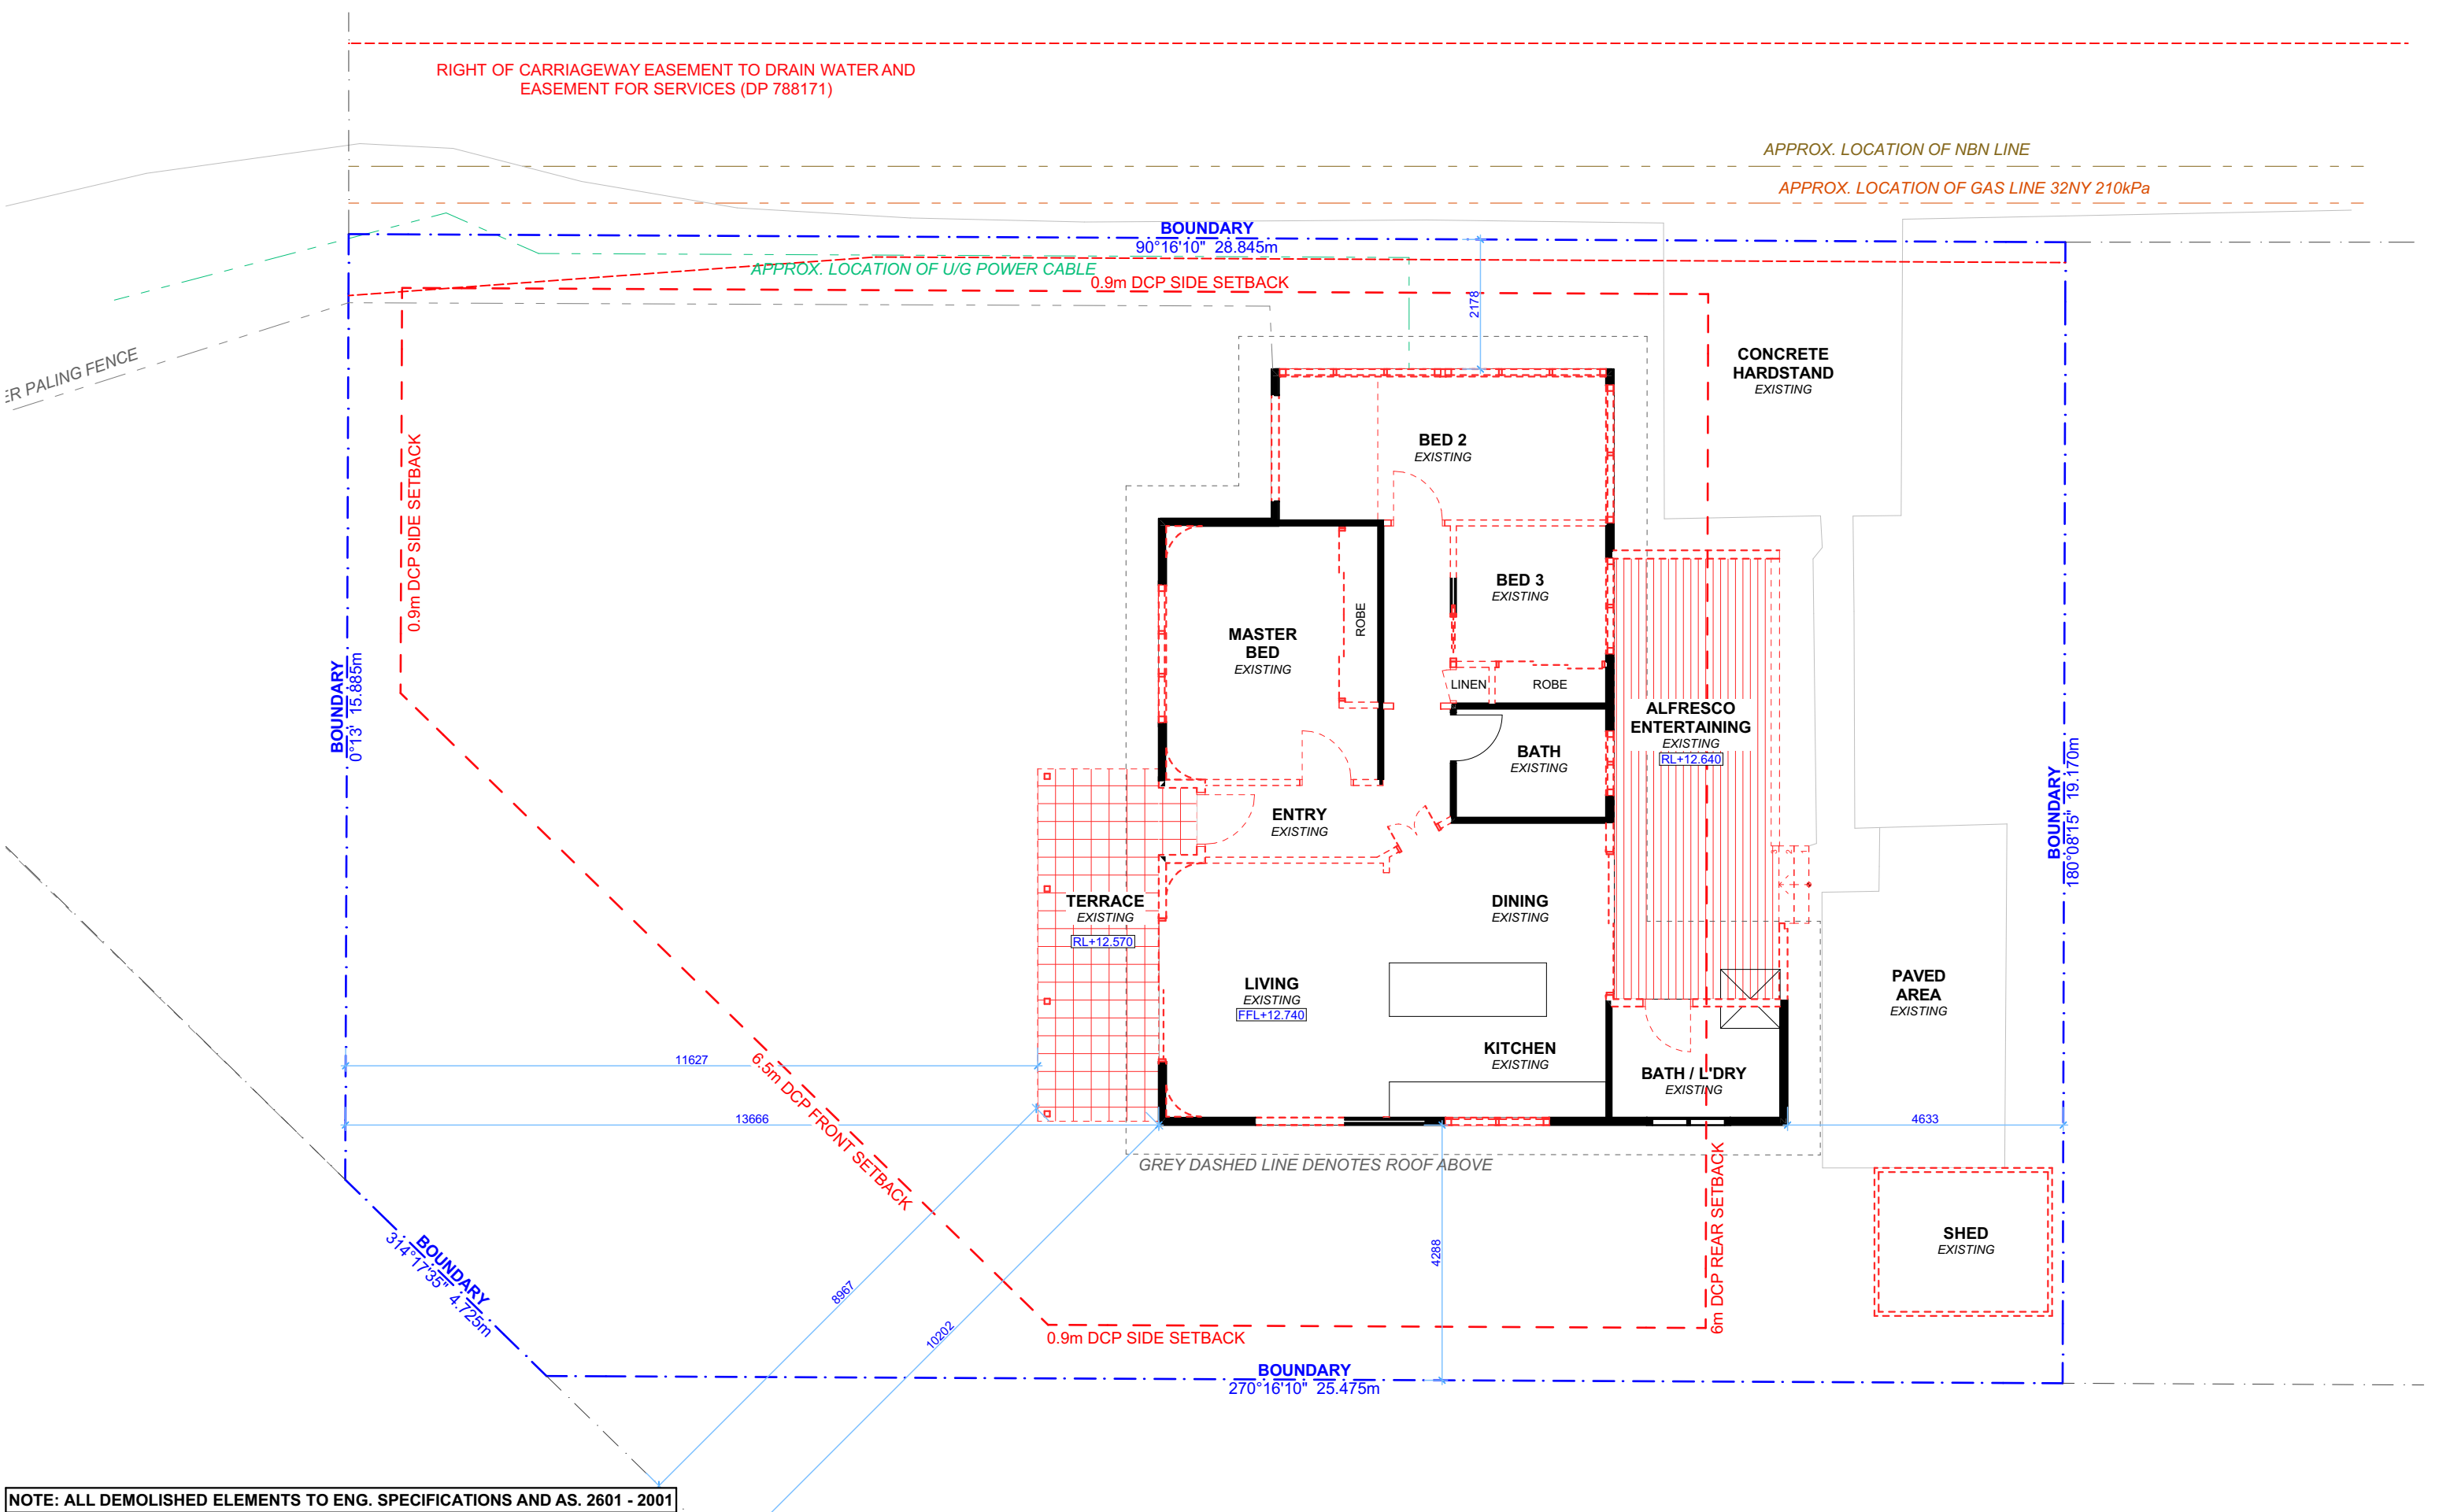 RIGHT OF CARRIAGEWAY EASEMENT TO DRAIN WATER AND
EASEMENT FOR SERVICES (DP 788171)
APPROX. LOCATION OF NBN LINE
APPROX. LOCATION OF GAS LINE 32NY 210kPa
BOUNDARY
90°16'10" 28.845m
APPROX. LOCATION OF U/G POWER CABLE
0.9m DCP SIDE SETBACK
2178
PALING FENCE
CONCRETE
HARDSTAND
EXISTING
BED 2
EXISTING
0.9m DCP SIDE SETBACK
BED 3
EXISTING
MASTER
BED
EXISTING
ROBE
LINEN
ROBE
BOUNDARY
0°13' 15.885m
ALFRESCO
ENTERTAINING
EXISTING
RL+12.640
BATH
EXISTING
BOUNDARY
180°08'15" 19.170m
ENTRY
EXISTING
3
2
1
TERRACE
EXISTING
RL+12.570
DINING
EXISTING
LIVING
EXISTING
FFL+12.740
PAVED
AREA
EXISTING
KITCHEN
EXISTING
BATH / L'DRY
EXISTING
11627
13666
4633
6.5m DCP FRONT SETBACK
GREY DASHED LINE DENOTES ROOF ABOVE
6m DCP REAR SETBACK
SHED
EXISTING
4288
BOUNDARY
314°17'35" 4.725m
8967
10202
0.9m DCP SIDE SETBACK
BOUNDARY
270°16'10" 25.475m
NOTE: ALL DEMOLISHED ELEMENTS TO ENG. SPECIFICATIONS AND AS. 2601 - 2001